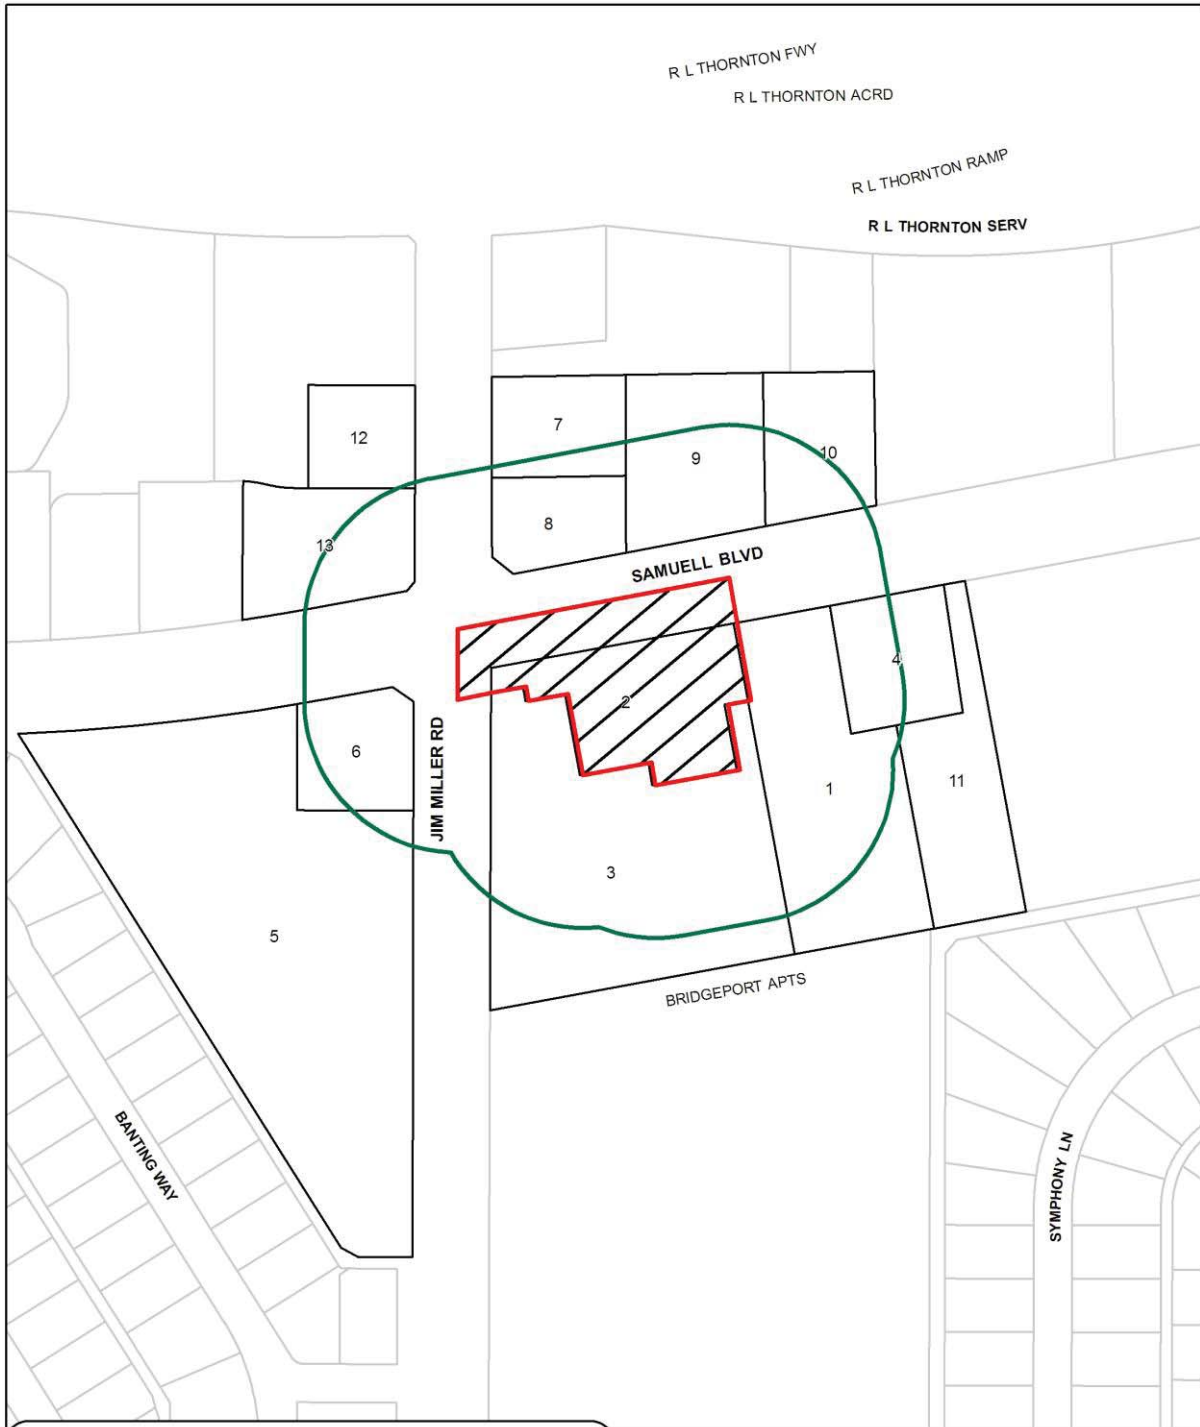 R L THORNTON FWY
R L THORNTON ACRD
R L THORNTON RAMP
R L THORNTON SERV
12
7
9
10
8
13
SAMUELL BLVD
4
2
6
JIM MILLER RD
1
11
3
5
BRIDGEPORT APTS
BANTING WAY
SYMPHONY LN